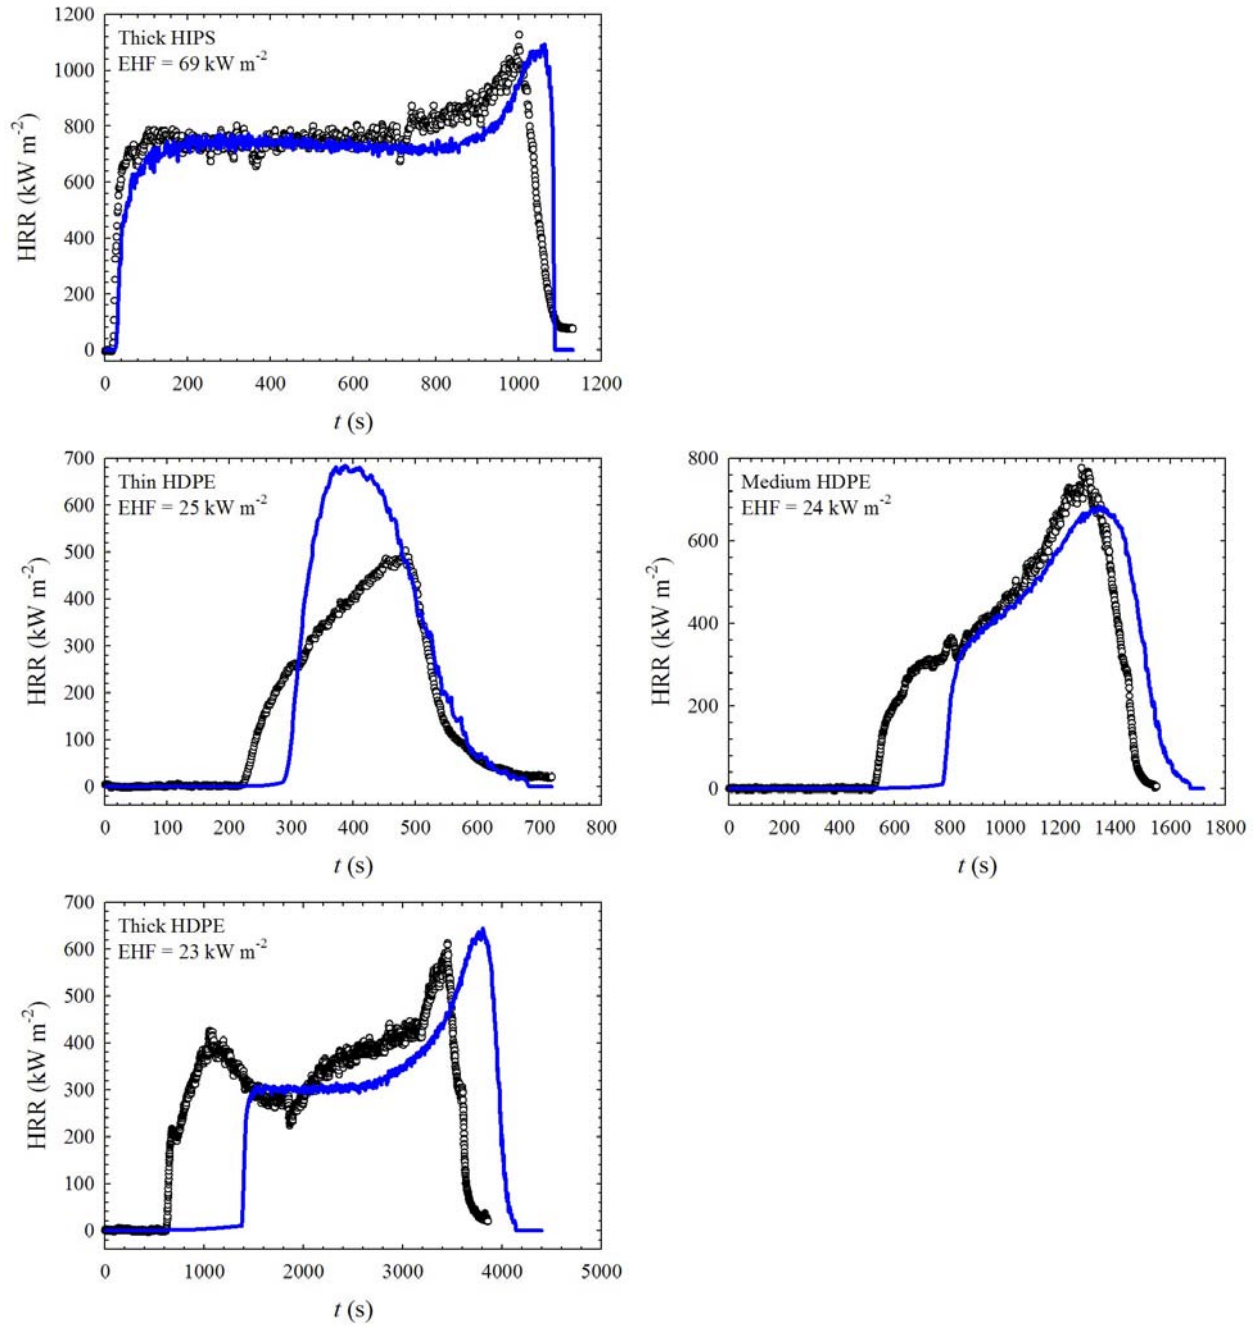 Thick HIPS
EHF = 69 kW m-2
HRR (kW m-2)
1200
1000
800
600
400
200
0
0 200 400 600 800 1000 1200
t (s)
Thin HDPE
EHF = 25 kW m-2
HRR (kW m-2)
700
600
500
400
300
200
100
0
0 100 200 300 400 500 600 700 800
t (s)
Medium HDPE
EHF = 24 kW m-2
HRR (kW m-2)
800
600
400
200
0
0 200 400 600 800 1000 1200 1400 1600 1800
t (s)
Thick HDPE
EHF = 23 kW m-2
HRR (kW m-2)
700
600
500
400
300
200
100
0
0 1000 2000 3000 4000 5000
t (s)